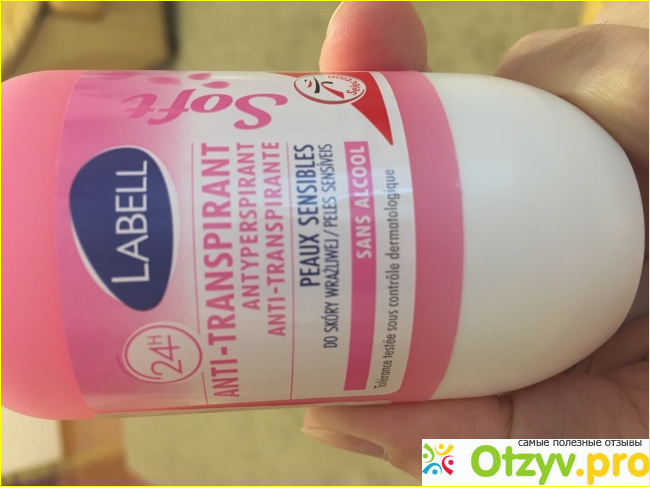 Soft
Sélection
LABELL
24H
ANTI-TRANSPIRANT
ANTYPERSPIRANT
ANTI-TRANSPIRANTE
PEAUX SENSIBLES
DO SKÓRY WRAŻLIWEJ / PELES SENSÍVEIS
SANS ALCOOL
Tolérance testée sous contrôle dermatologique
самые полезные отзывы
Otzyv.pro